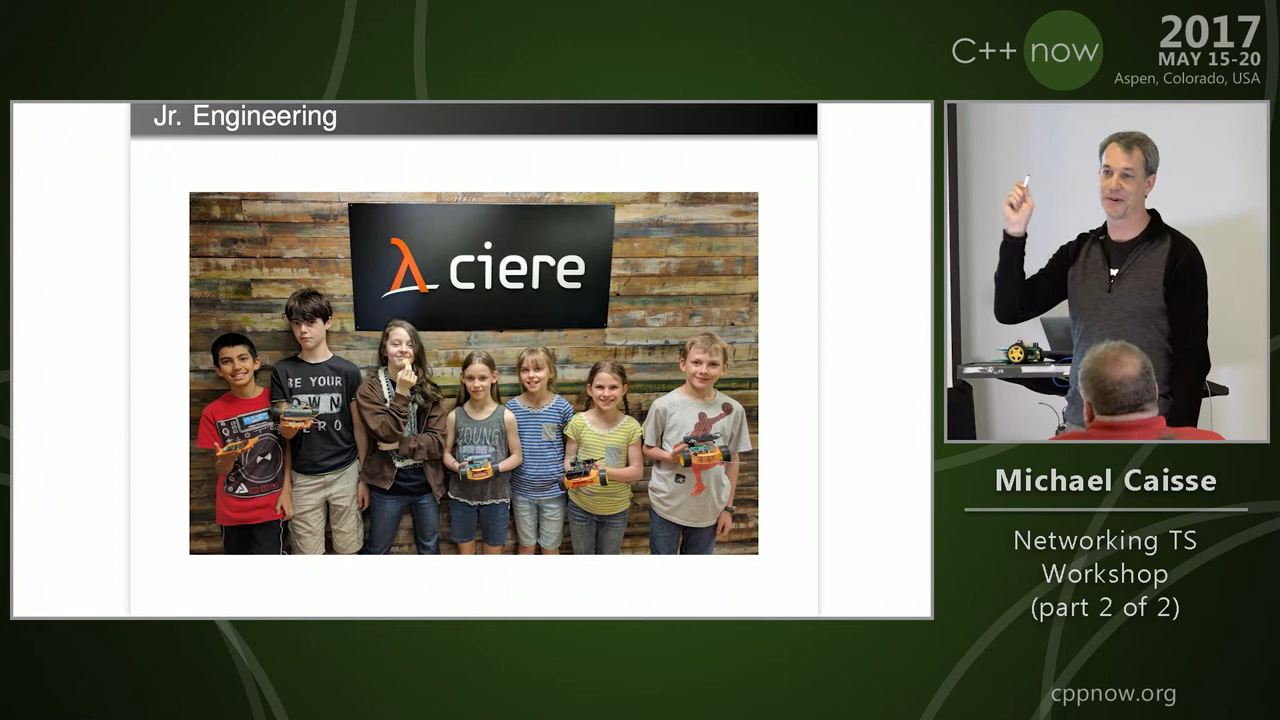 C++ now
2017
MAY 15-20
Aspen, Colorado, USA
Jr. Engineering
ciere
BE YOUR
OWN
YOUNG
Michael Caisse
Networking TS
Workshop
(part 2 of 2)
cppnow.org